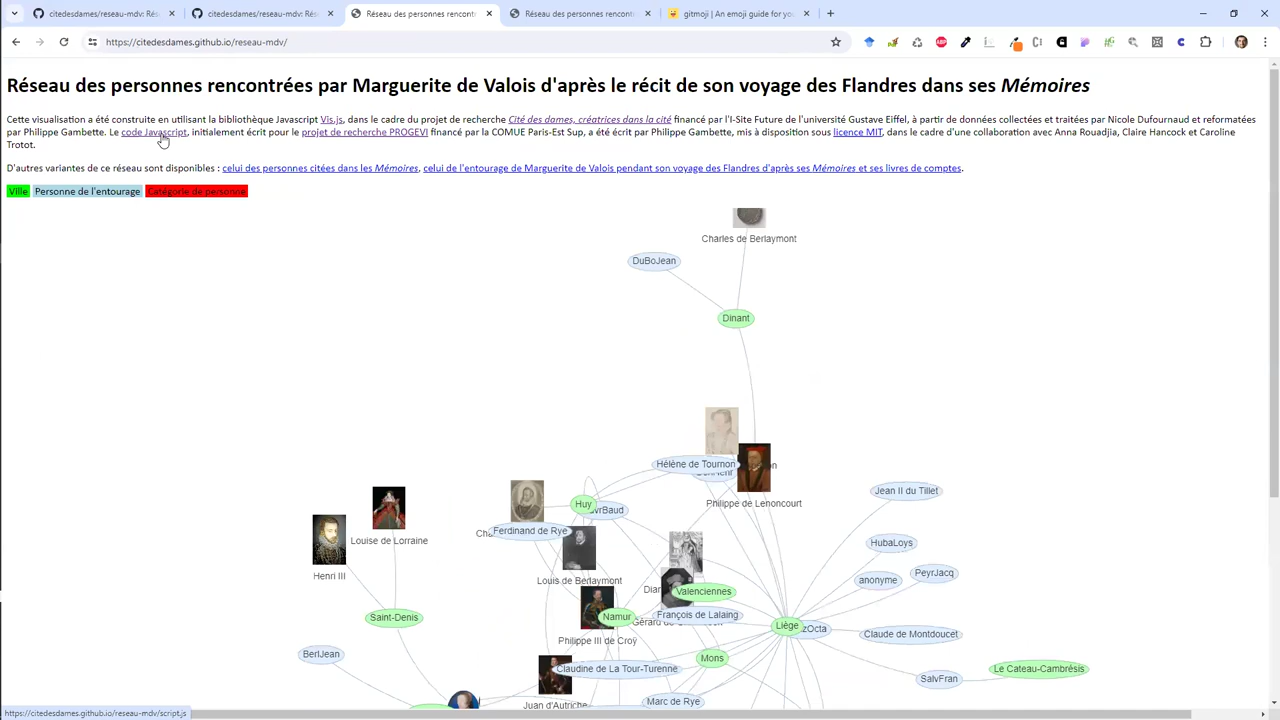 citedesdames/reseau-mdv: Rése
citedesdames/reseau-mdv: Rése
Réseau des personnes rencontr
Réseau des personnes rencontr
gitmoji | An emoji guide for yo
https://citedesdames.github.io/reseau-mdv/
Réseau des personnes rencontrées par Marguerite de Valois d'après le récit de son voyage des Flandres dans ses Mémoires
Cette visualisation a été construite en utilisant la bibliothèque Javascript Vis.js, dans le cadre du projet de recherche Cité des dames, créatrices dans la cité financé par l'I-Site Future de l'université Gustave Eiffel, à partir de données collectées et traitées par Nicole Dufournaud et reformatées
par Philippe Gambette. Le code Javascript, initialement écrit pour le projet de recherche PROGEVI financé par la COMUE Paris-Est Sup, a été écrit par Philippe Gambette, mis à disposition sous licence MIT, dans le cadre d'une collaboration avec Anna Rouadjia, Claire Hancock et Caroline
Trotot.
D'autres variantes de ce réseau sont disponibles : celui des personnes citées dans les Mémoires, celui de l'entourage de Marguerite de Valois pendant son voyage des Flandres d'après ses Mémoires et ses livres de comptes.
Ville Personne de l'entourage Catégorie de personne
Charles de Berlaymont
DuBoJean
Dinant
Hélène de Tournon
Philippe de Lenoncourt
Jean II du Tillet
Huy
Ferdinand de Rye
Louise de Lorraine
HubaLoys
Henri III
Louis de Berlaymont
anonyme
PeyrJacq
Valenciennes
Saint-Denis
Namur
François de Lalaing
Liège
Philippe III de Croÿ
Claude de Montdoucet
BerlJean
Mons
Claudine de La Tour-Turenne
Le Cateau-Cambrésis
SalvFran
Marc de Rye
Juan d'Autriche
https://citedesdames.github.io/reseau-mdv/script.js